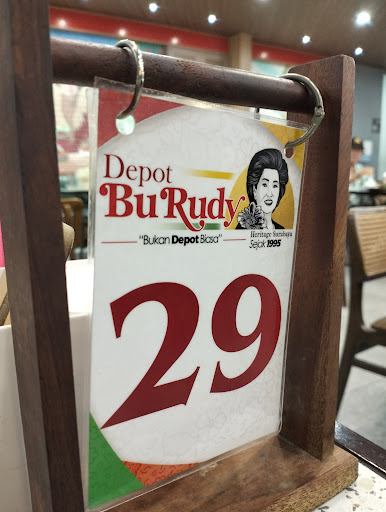 Depot
BuRudy
"Bukan Depot Biasa"
Heritage Surabaya
Sejak 1995
29